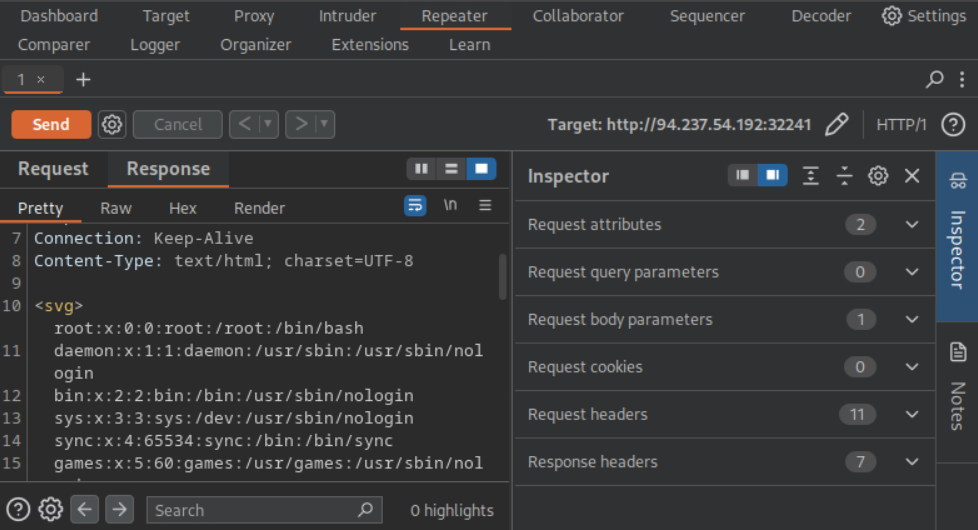 Dashboard Target Proxy Intruder Repeater Collaborator Sequencer Decoder Settings
Comparer Logger Organizer Extensions Learn
1 × +
Send Cancel < > Target: http://94.237.54.192:32241 HTTP/1
Request Response
Pretty Raw Hex Render \n
7 Connection: Keep-Alive
8 Content-Type: text/html; charset=UTF-8
9
10 <svg>
root:x:0:0:root:/root:/bin/bash
11 daemon:x:1:1:daemon:/usr/sbin:/usr/sbin/nol
ogin
12 bin:x:2:2:bin:/bin:/usr/sbin/nologin
13 sys:x:3:3:sys:/dev:/usr/sbin/nologin
14 sync:x:4:65534:sync:/bin:/bin/sync
15 games:x:5:60:games:/usr/games:/usr/sbin/nol
Search 0 highlights
Inspector
Request attributes 2
Request query parameters 0
Request body parameters 1
Request cookies 0
Request headers 11
Response headers 7
Inspector
Notes